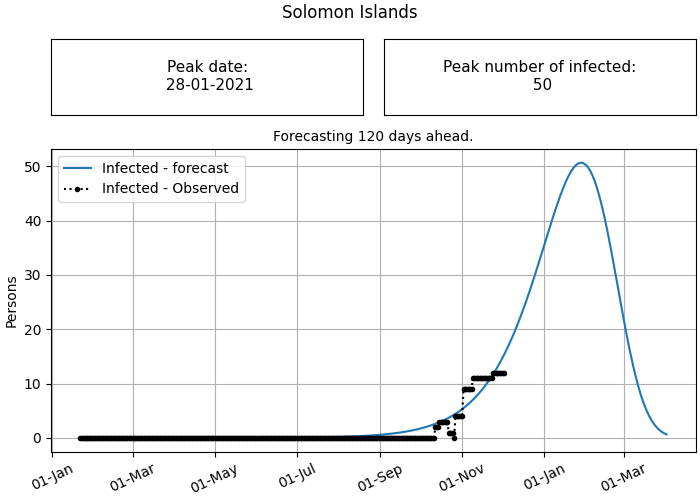 Solomon Islands
Peak date:
28-01-2021
Peak number of infected:
50
Forecasting 120 days ahead.
Infected - forecast
Infected - Observed
Persons
50
40
30
20
10
0
01-Jan
01-Mar
01-May
01-Jul
01-Sep
01-Nov
01-Jan
01-Mar